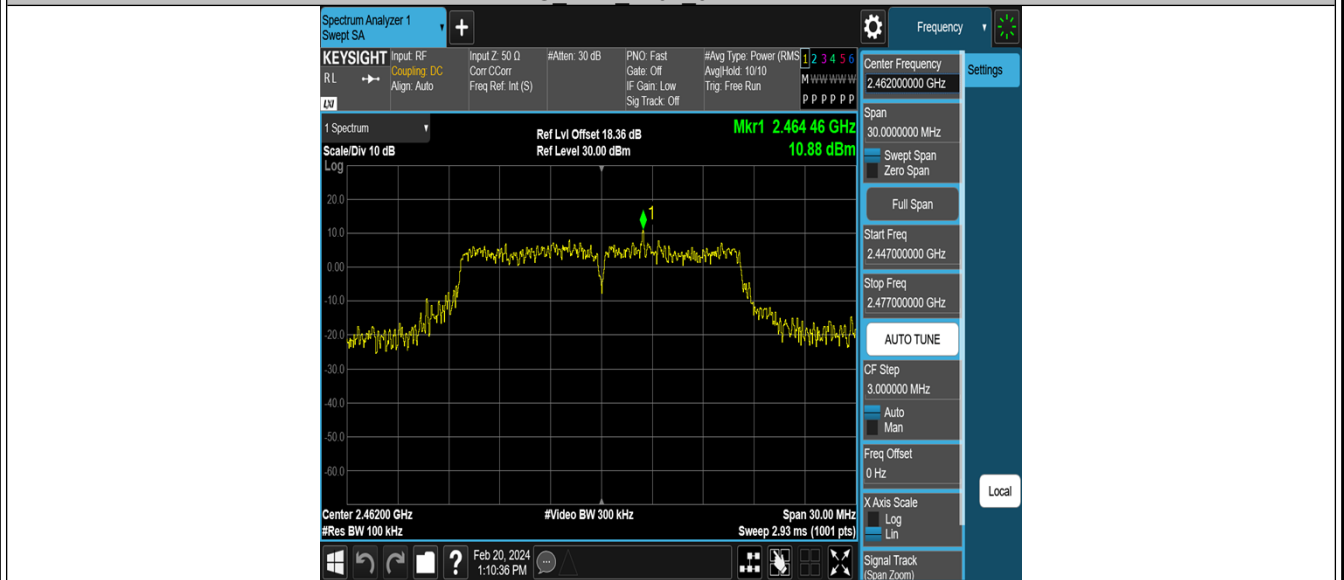 Spectrum Analyzer 1
Swept SA
+
Frequency
KEYSIGHT
RL
LXI
Input: RF
Coupling: DC
Align: Auto
Input Z: 50 Ω
Corr CCorr
Freq Ref: Int (S)
#Atten: 30 dB
PNO: Fast
Gate: Off
IF Gain: Low
Sig Track: Off
#Avg Type: Power (RMS
Avg|Hold: 10/10
Trig: Free Run
1 2 3 4 5 6
M W W W W W
P P P P P P
1 Spectrum
Scale/Div 10 dB
Log
Ref Lvl Offset 18.36 dB
Ref Level 30.00 dBm
Mkr1 2.464 46 GHz
10.88 dBm
1
20.0
10.0
0.00
-10.0
-20.0
-30.0
-40.0
-50.0
-60.0
Center 2.46200 GHz
#Res BW 100 kHz
#Video BW 300 kHz
Span 30.00 MHz
Sweep 2.93 ms (1001 pts)
?
Feb 20, 2024
1:10:36 PM
Center Frequency
2.462000000 GHz
Span
30.0000000 MHz
Swept Span
Zero Span
Full Span
Start Freq
2.447000000 GHz
Stop Freq
2.477000000 GHz
AUTO TUNE
CF Step
3.000000 MHz
Auto
Man
Freq Offset
0 Hz
X Axis Scale
Log
Lin
Signal Track
(Span Zoom)
Settings
Local